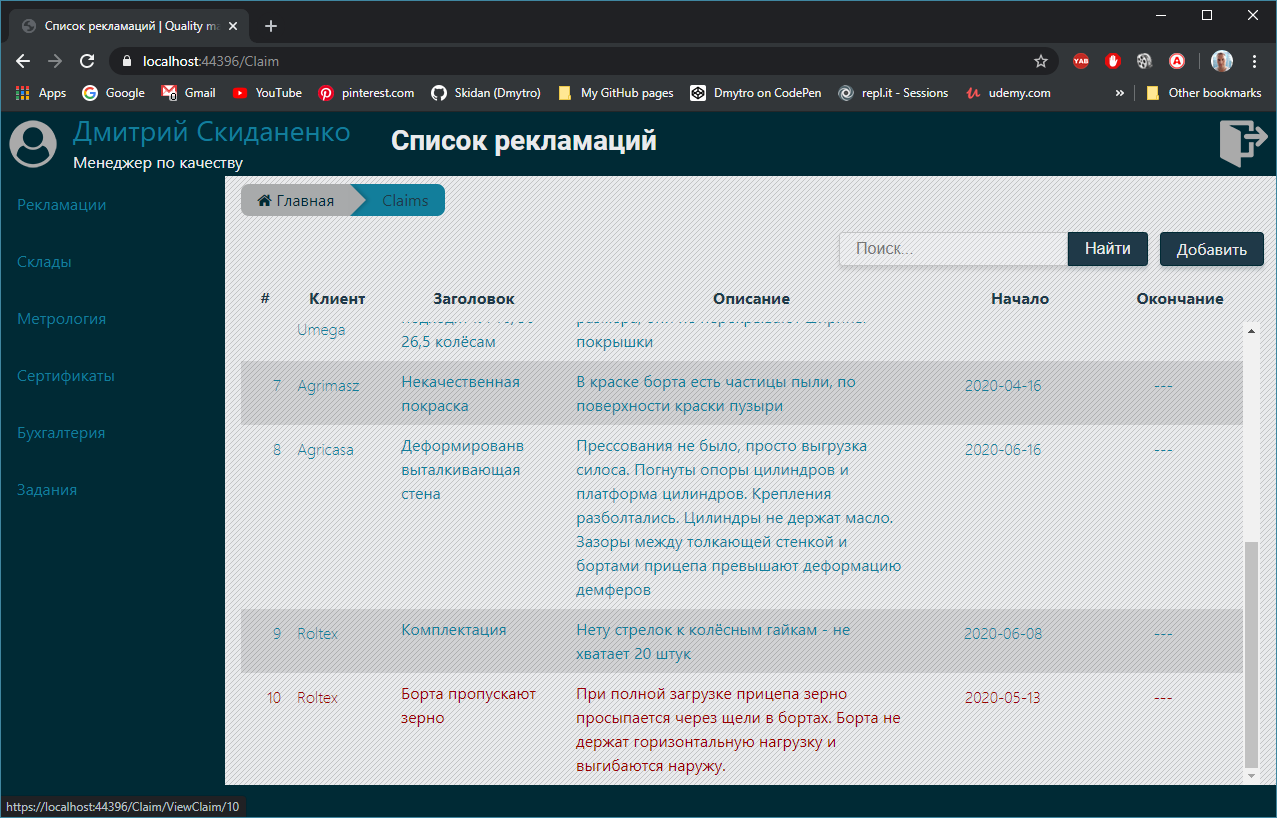 Список рекламаций | Quality ma
localhost:44396/Claim
YAB
A
Apps Google Gmail YouTube pinterest.com Skidan (Dmytro) My GitHub pages Dmytro on CodePen repl.it - Sessions udemy.com » Other bookmarks
Дмитрий Скиданенко
Менеджер по качеству
Список рекламаций
Рекламации
Склады
Метрология
Сертификаты
Бухгалтерия
Задания
Главная Claims
Поиск... Найти Добавить
# Клиент Заголовок Описание Начало Окончание
Umega
26,5 колёсам покрышки
7 Agrimasz Некачественная В краске борта есть частицы пыли, по 2020-04-16 ---
покраска поверхности краски пузыри
8 Agricasa Деформированв Прессования не было, просто выгрузка 2020-06-16 ---
выталкивающая силоса. Погнуты опоры цилиндров и
стена платформа цилиндров. Крепления
разболтались. Цилиндры не держат масло.
Зазоры между толкающей стенкой и
бортами прицепа превышают деформацию
демферов
9 Roltex Комплектация Нету стрелок к колёсным гайкам - не 2020-06-08 ---
хватает 20 штук
10 Roltex Борта пропускают При полной загрузке прицепа зерно 2020-05-13 ---
зерно просыпается через щели в бортах. Борта не
держат горизонтальную нагрузку и
выгибаются наружу.
https://localhost:44396/Claim/ViewClaim/10